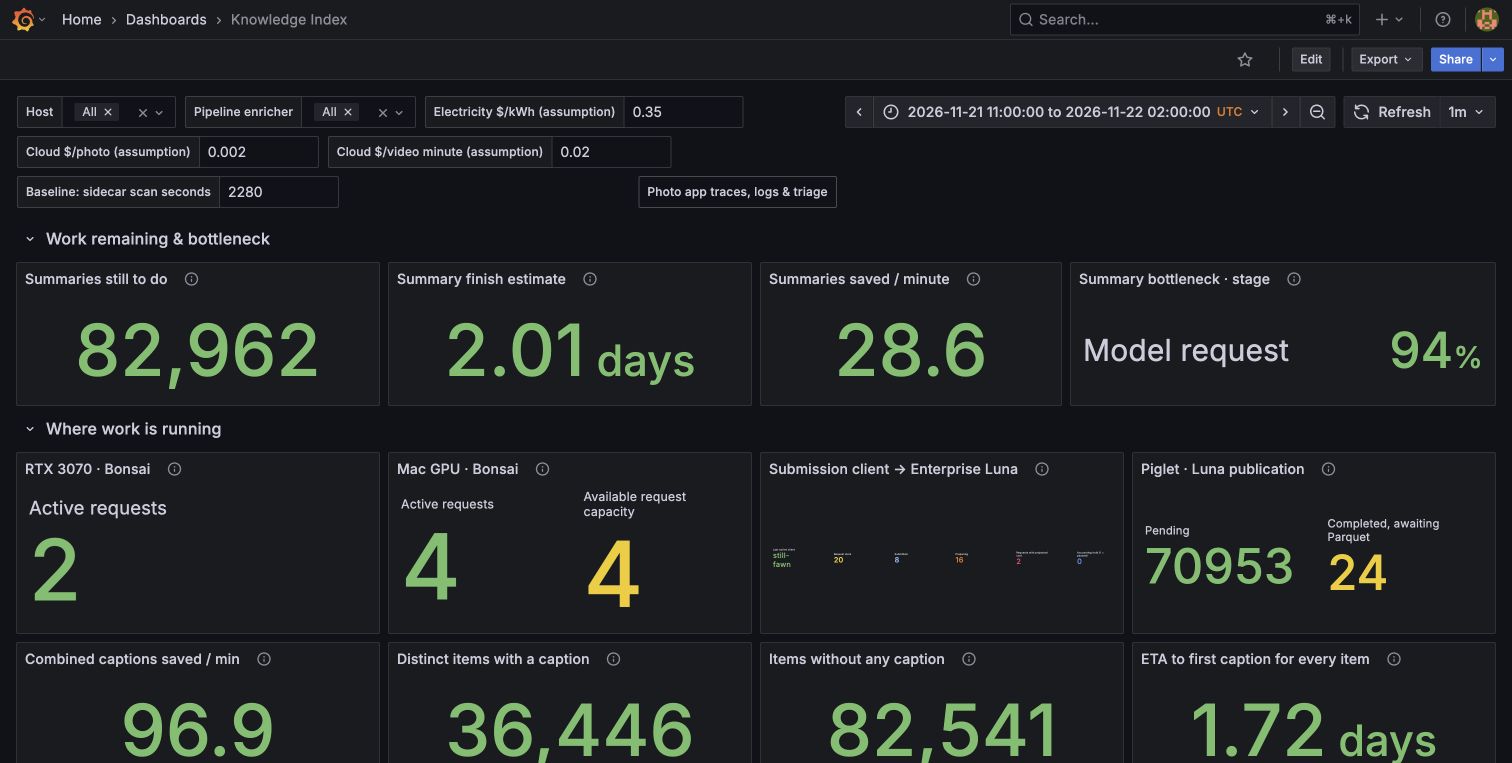 Home › Dashboards › Knowledge Index
Search...
⌘+k
Edit
Export
Share
Host
All
Pipeline enricher
All
Electricity $/kWh (assumption)
0.35
2026-11-21 11:00:00 to 2026-11-22 02:00:00 UTC
Refresh
1m
Cloud $/photo (assumption)
0.002
Cloud $/video minute (assumption)
0.02
Baseline: sidecar scan seconds
2280
Photo app traces, logs & triage
Work remaining & bottleneck
Summaries still to do
82,962
Summary finish estimate
2.01 days
Summaries saved / minute
28.6
Summary bottleneck · stage
Model request
94%
Where work is running
RTX 3070 · Bonsai
Active requests
2
Mac GPU · Bonsai
Active requests
4
Available request
capacity
4
Submission client → Enterprise Luna
still-
fawn
20
8
16
2
0
Piglet · Luna publication
Pending
70953
Completed, awaiting
Parquet
24
Combined captions saved / min
96.9
Distinct items with a caption
36,446
Items without any caption
82,541
ETA to first caption for every item
1.72 days